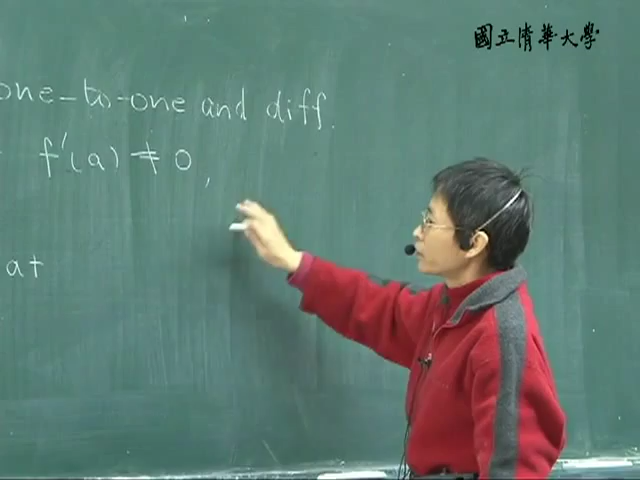 國立清華大學
one-to-one and diff.
f'(a) ≠ 0,
at